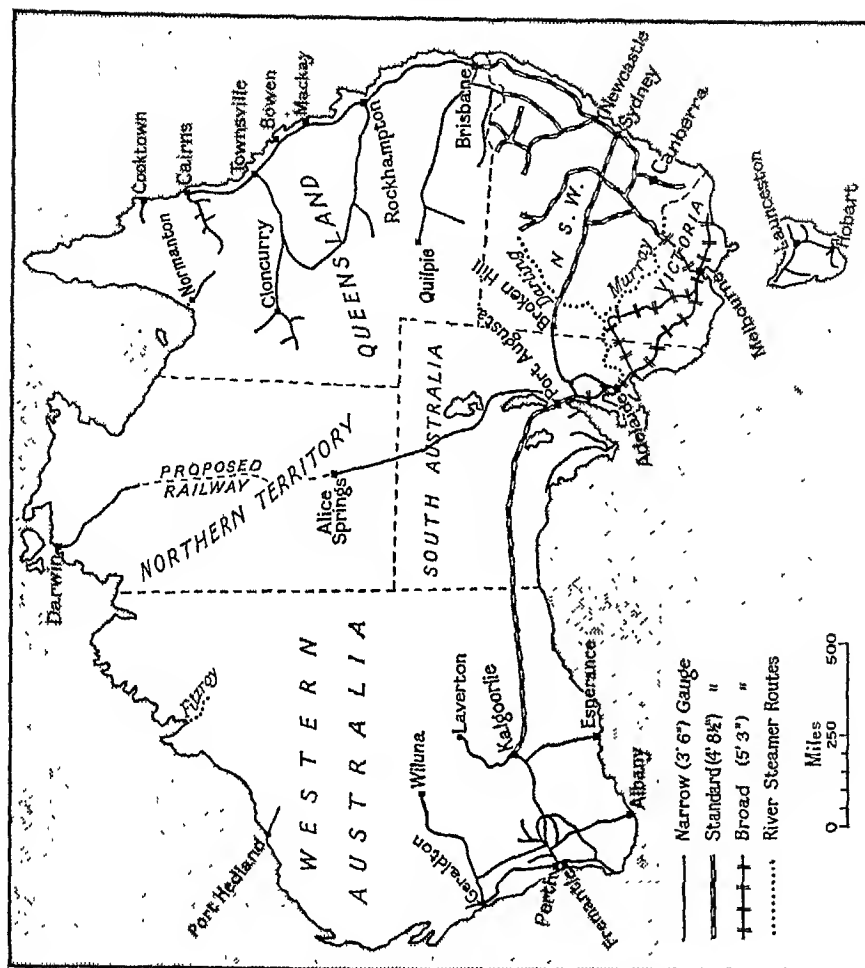 Darwin
Fitzroy
Port Hedland
WESTERN
AUSTRALIA
Wiluna
Laverton
Geraldton
Kalgoorlie
Perth
Fremantle
Esperance
Albany
PROPOSED
RAILWAY
NORTHERN TERRITORY
Alice
Springs
SOUTH AUSTRALIA
Port Augusta
Adelaide
Cooktown
Cairns
Normanton
Townsville
Bowen
Mackay
Cloncurry
QUEENSLAND
Rockhampton
Quilpie
Brisbane
Broken Hill
Darling
N. S. W.
Newcastle
Sydney
Canberra
Murray
VICTORIA
Melbourne
Launceston
Hobart
Narrow (3' 6") Gauge
Standard (4' 8½") "
Broad (5' 3") "
River Steamer Routes
Miles
0 250 500